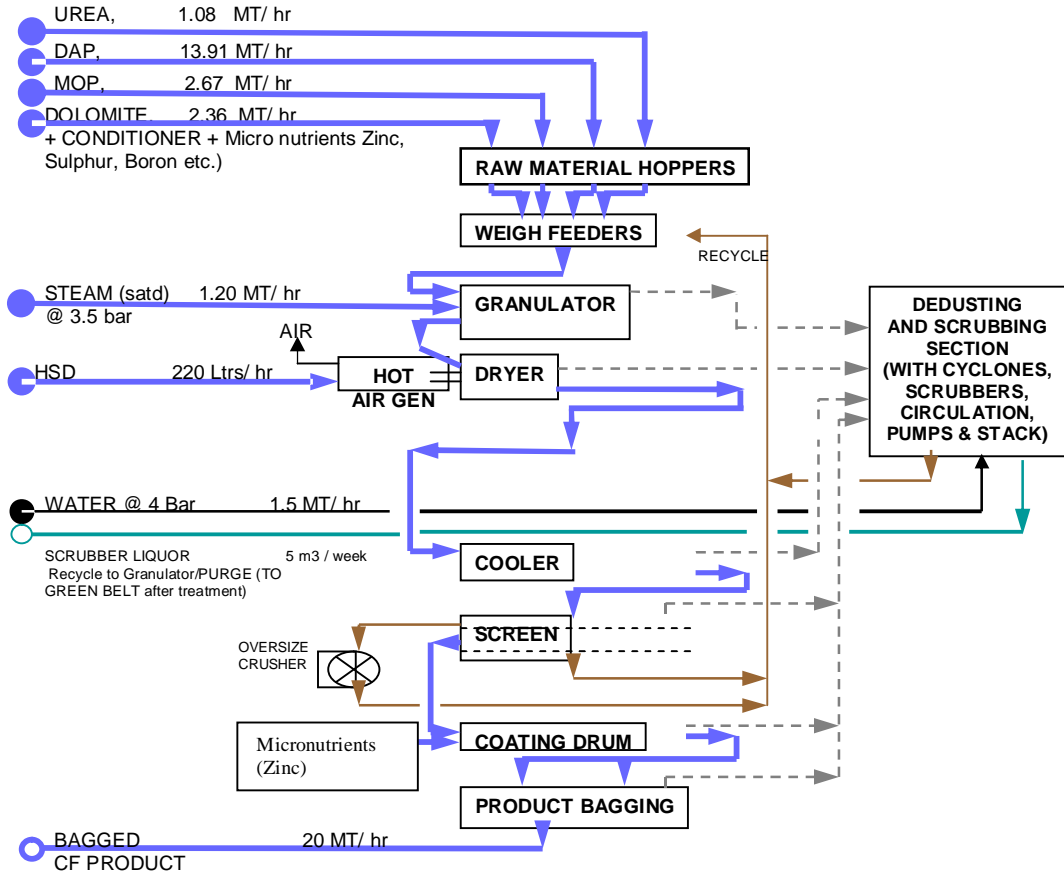 UREA, 1.08 MT/ hr
DAP, 13.91 MT/ hr
MOP, 2.67 MT/ hr
DOLOMITE, 2.36 MT/ hr
+ CONDITIONER + Micro nutrients Zinc,
Sulphur, Boron etc.)
RAW MATERIAL HOPPERS
WEIGH FEEDERS
RECYCLE
STEAM (satd) 1.20 MT/ hr
@ 3.5 bar
GRANULATOR
DEDUSTING
AND SCRUBBING
SECTION
(WITH CYCLONES,
SCRUBBERS,
CIRCULATION,
PUMPS & STACK)
AIR
HSD 220 Ltrs/ hr
HOT
AIR GEN
DRYER
WATER @ 4 Bar 1.5 MT/ hr
SCRUBBER LIQUOR 5 m3 / week
Recycle to Granulator/PURGE (TO
GREEN BELT after treatment)
COOLER
SCREEN
OVERSIZE
CRUSHER
Micronutrients
(Zinc)
COATING DRUM
PRODUCT BAGGING
BAGGED 20 MT/ hr
CF PRODUCT